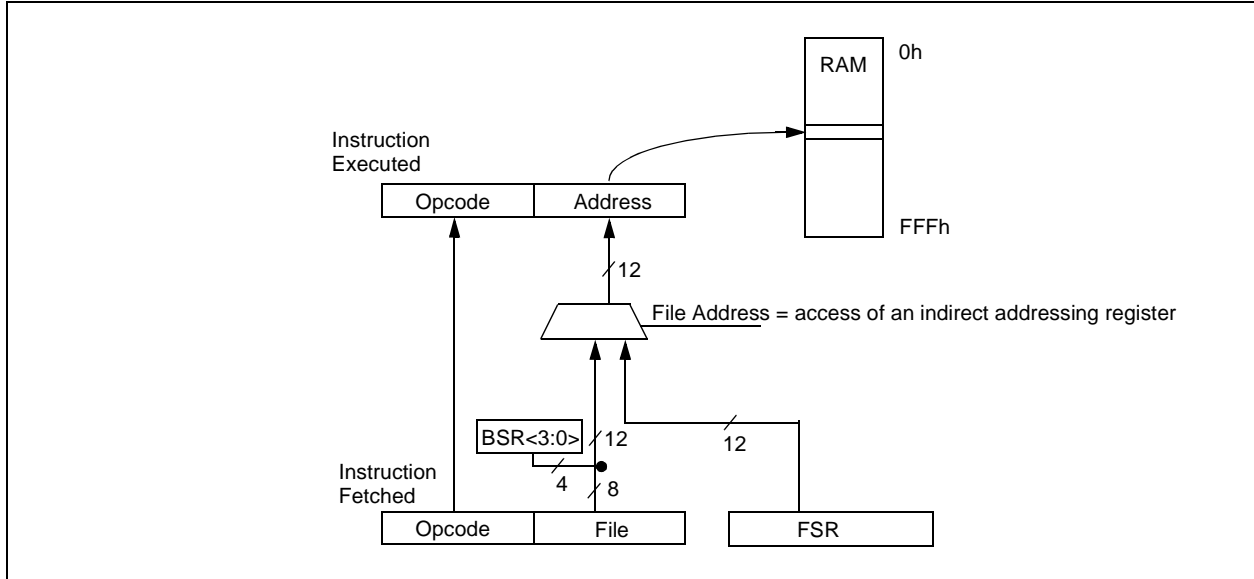 RAM
0h
Instruction
Executed
Opcode
Address
FFFh
12
File Address = access of an indirect addressing register
BSR<3:0>
12
12
4
8
Instruction
Fetched
Opcode
File
FSR